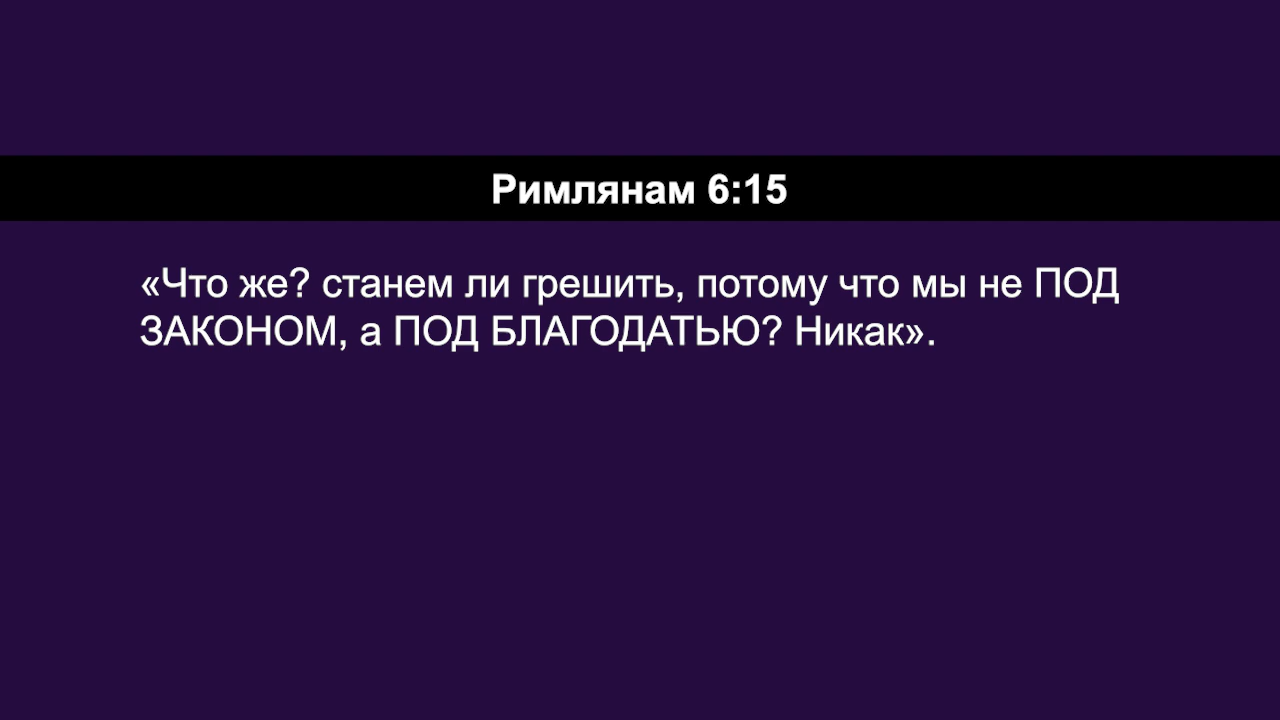 Римлянам 6:15
«Что же? станем ли грешить, потому что мы не ПОД
ЗАКОНОМ, а ПОД БЛАГОДАТЬЮ? Никак».